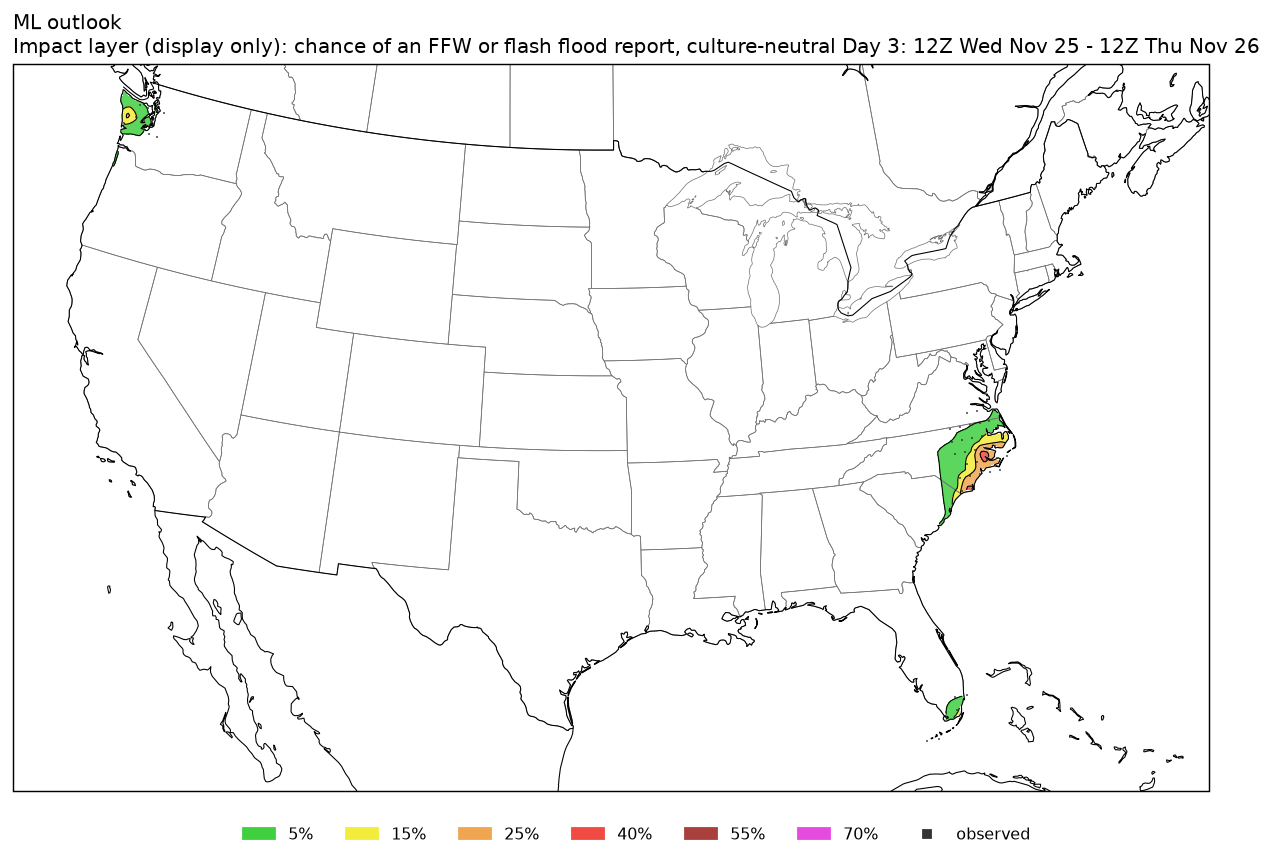 ML outlook
Impact layer (display only): chance of an FFW or flash flood report, culture-neutral Day 3: 12Z Wed Nov 25 - 12Z Thu Nov 26
5% 15% 25% 40% 55% 70% observed